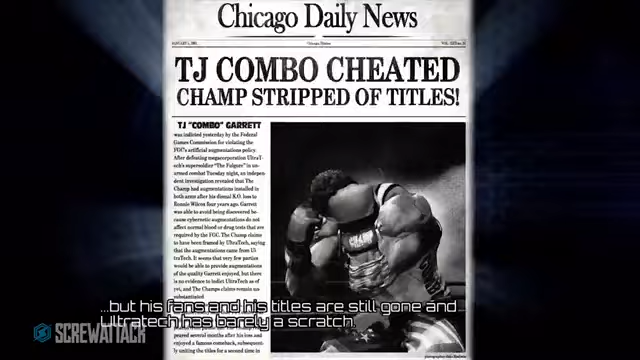 Chicago Daily News
TJ COMBO CHEATED
CHAMP STRIPPED OF TITLES!
TJ "COMBO" GARRETT
was indicted yesterday by the Federal
Games Commission for violating the
FGC's artificial augmentations policy.
After defeating megacorporation UltraT-
ech's supersoldier "The Fulgore" in un-
armed combat Tuesday night, an indepen-
dent investigation revealed that The
Champ had augmentations installed in
both arms after his dismal K.O. loss to
Ronnie Wilcox four years ago. Garrett
was able to avoid being discovered be-
cause cybernetic augmentations do not
affect normal blood or drug tests that are
required by the FGC. The Champ claims
to have been framed by UltraTech, saying
that the augmentations came from Ul-
traTech. It seems that very few parties
would be able to provide augmentations
of the quality Garrett enjoyed, but there
is no evidence to indict UltraTech as of
yet, and The Champs claims remain un-
substantiated
CHAMP
...but his fans and his titles are still gone and
Ultratech has barely a scratch.
peared several months after his loss and
enjoyed a famous comeback, subsequent-
ly uniting the titles for a second time in
SCREWATTACK